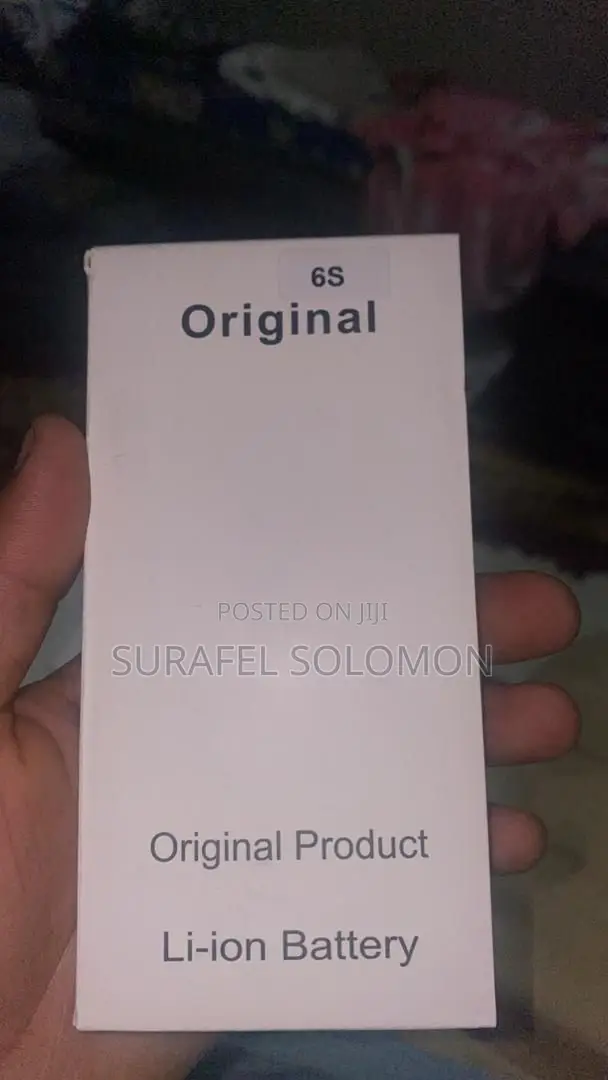 6S
Original
POSTED ON JIJI
SURAFEL SOLOMON
Original Product
Li-ion Battery